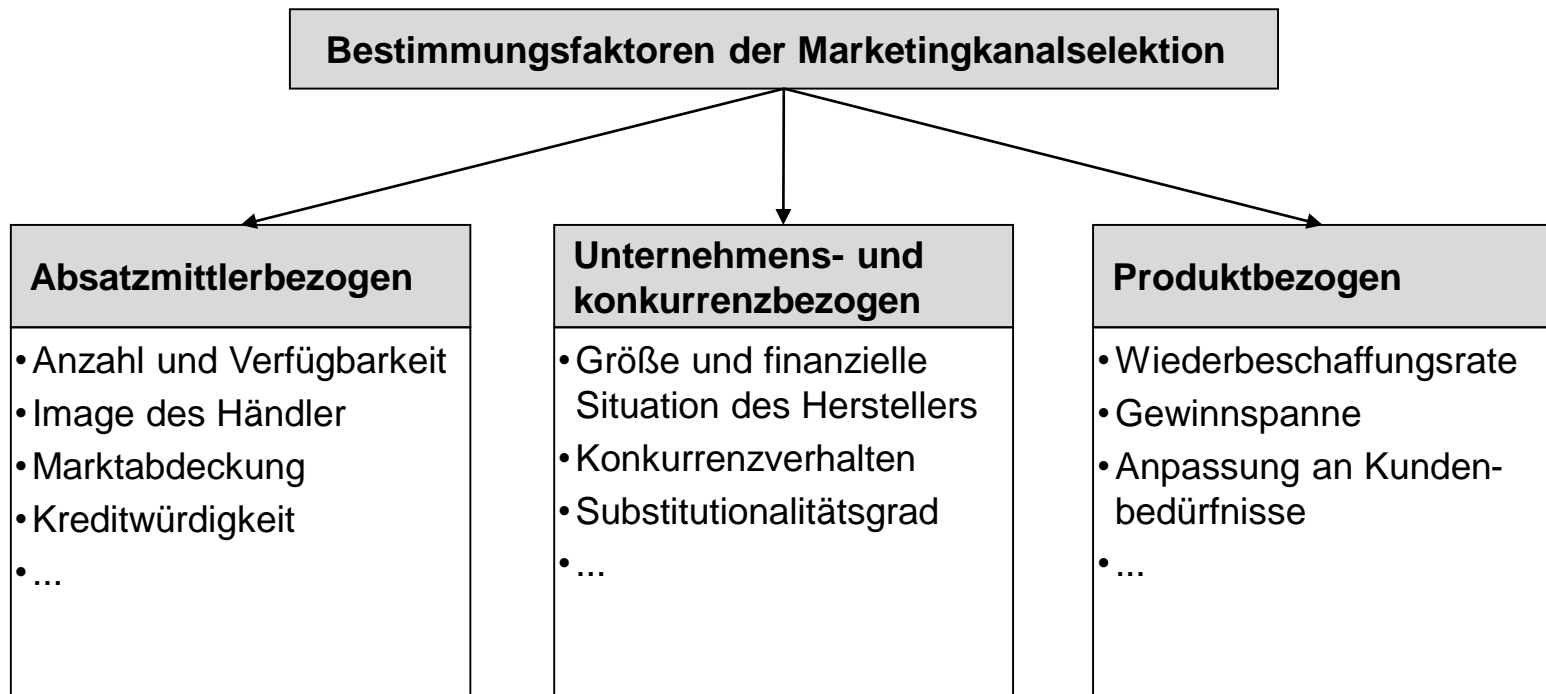 Bestimmungsfaktoren der Marketingkanalselektion
Absatzmittlerbezogen
•Anzahl und Verfügbarkeit
•Image des Händler
•Marktabdeckung
•Kreditwürdigkeit
•...
Unternehmens- und
konkurrenzbezogen
•Größe und finanzielle
Situation des Herstellers
•Konkurrenzverhalten
•Substitutionalitätsgrad
•...
Produktbezogen
•Wiederbeschaffungsrate
•Gewinnspanne
•Anpassung an Kunden-
bedürfnisse
•...